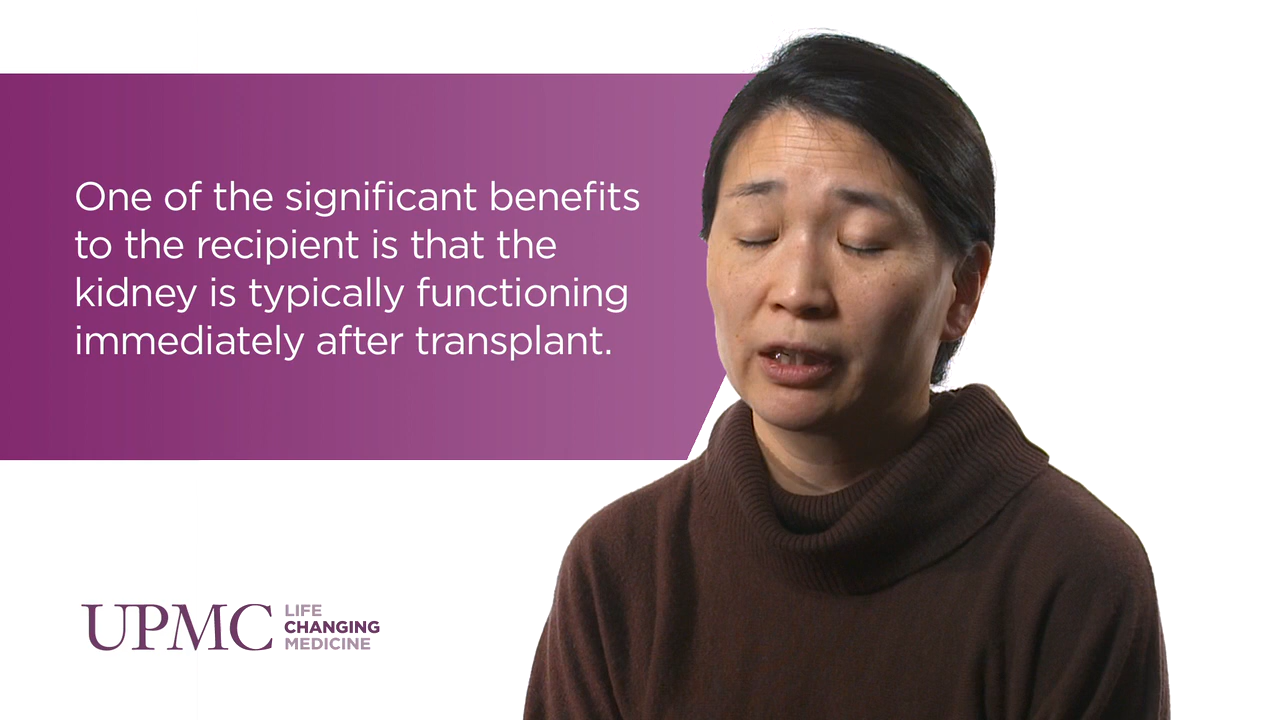 One of the significant benefits
to the recipient is that the
kidney is typically functioning
immediately after transplant.
UPMC LIFE
CHANGING
MEDICINE